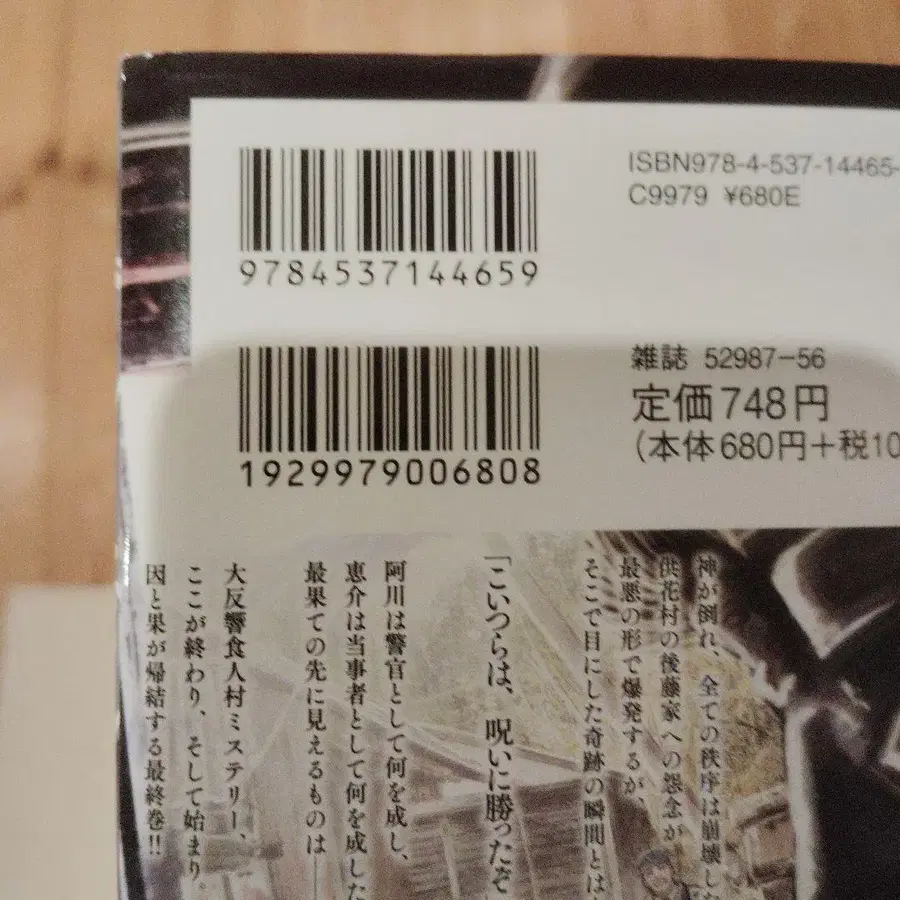 9784537144659
ISBN978-4-537-14465-
C9979 ¥680E
1929979006808
雑誌 52987-56
定価748円
(本体680円+税10
神が倒れ、全ての秩序は崩壊した
供花村の後藤家への怨念が
最悪の形で爆発するが、
そこで目にした奇跡の瞬間とは
「こいつらは、呪いに勝ったぞ
阿川は警官として何を成し、
恵介は当事者として何を成した
最果ての先に見えるものは―
大反響食人村ミステリー、
ここが終わり、そして始まり。
因と果が帰結する最終巻!!